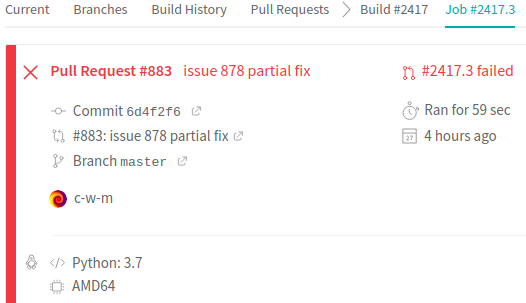 Current Branches Build History Pull Requests Build #2417 Job #2417.3
Pull Request #883 issue 878 partial fix #2417.3 failed
Commit 6d4f2f6 Ran for 59 sec
#883: issue 878 partial fix 27 4 hours ago
Branch master
c-w-m
Python: 3.7
AMD64